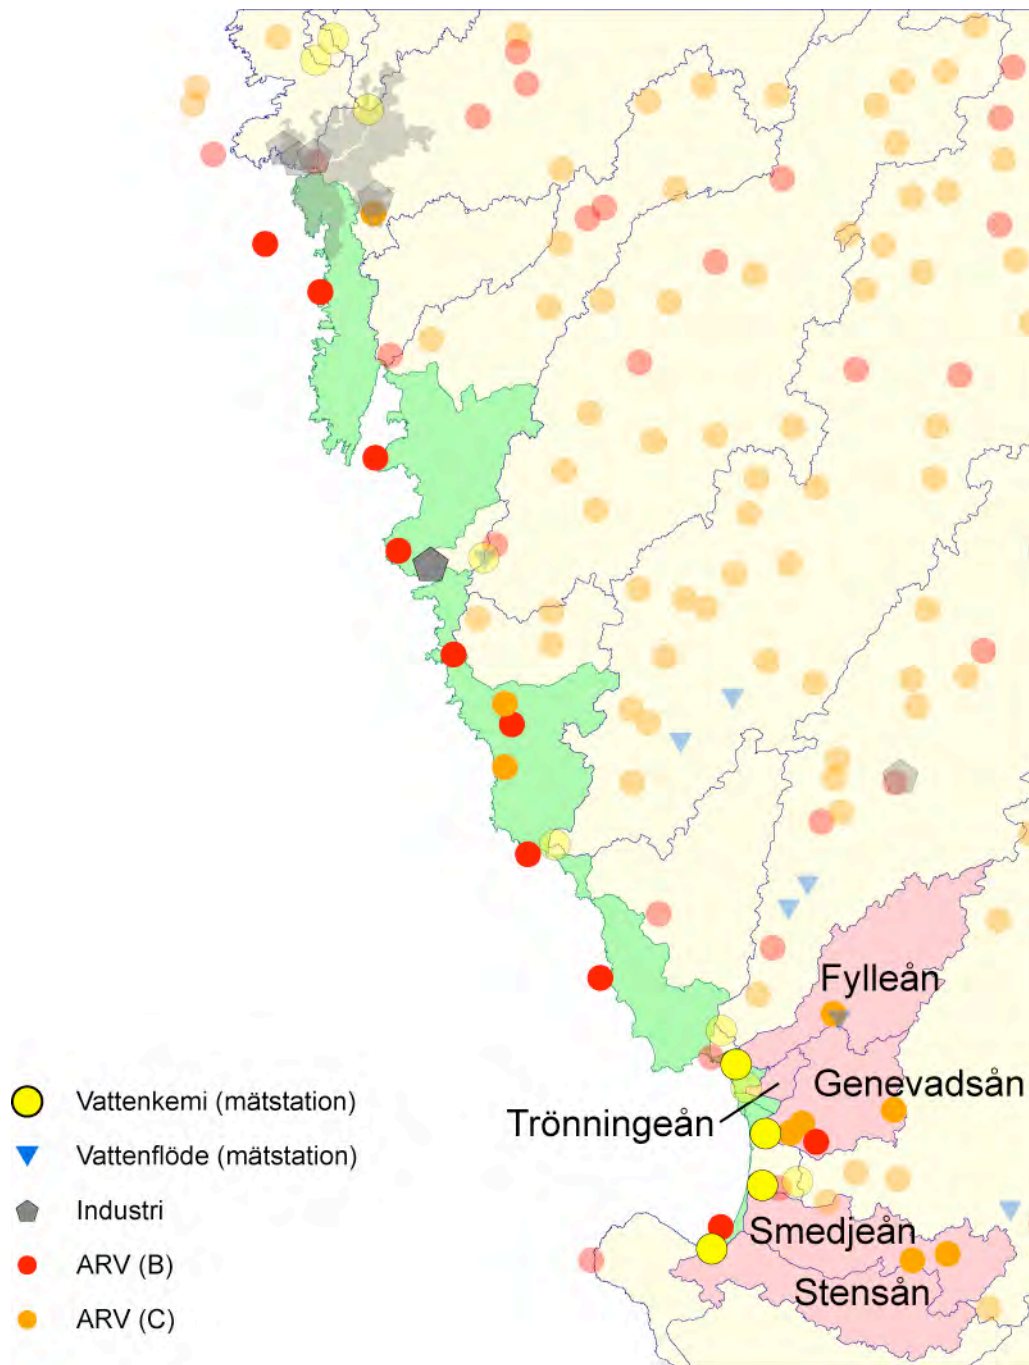 Fylleån
Genevadsån
Trönningeån
Smedjeån
Stensån
Vattenkemi (mätstation)
Vattenflöde (mätstation)
Industri
ARV (B)
ARV (C)